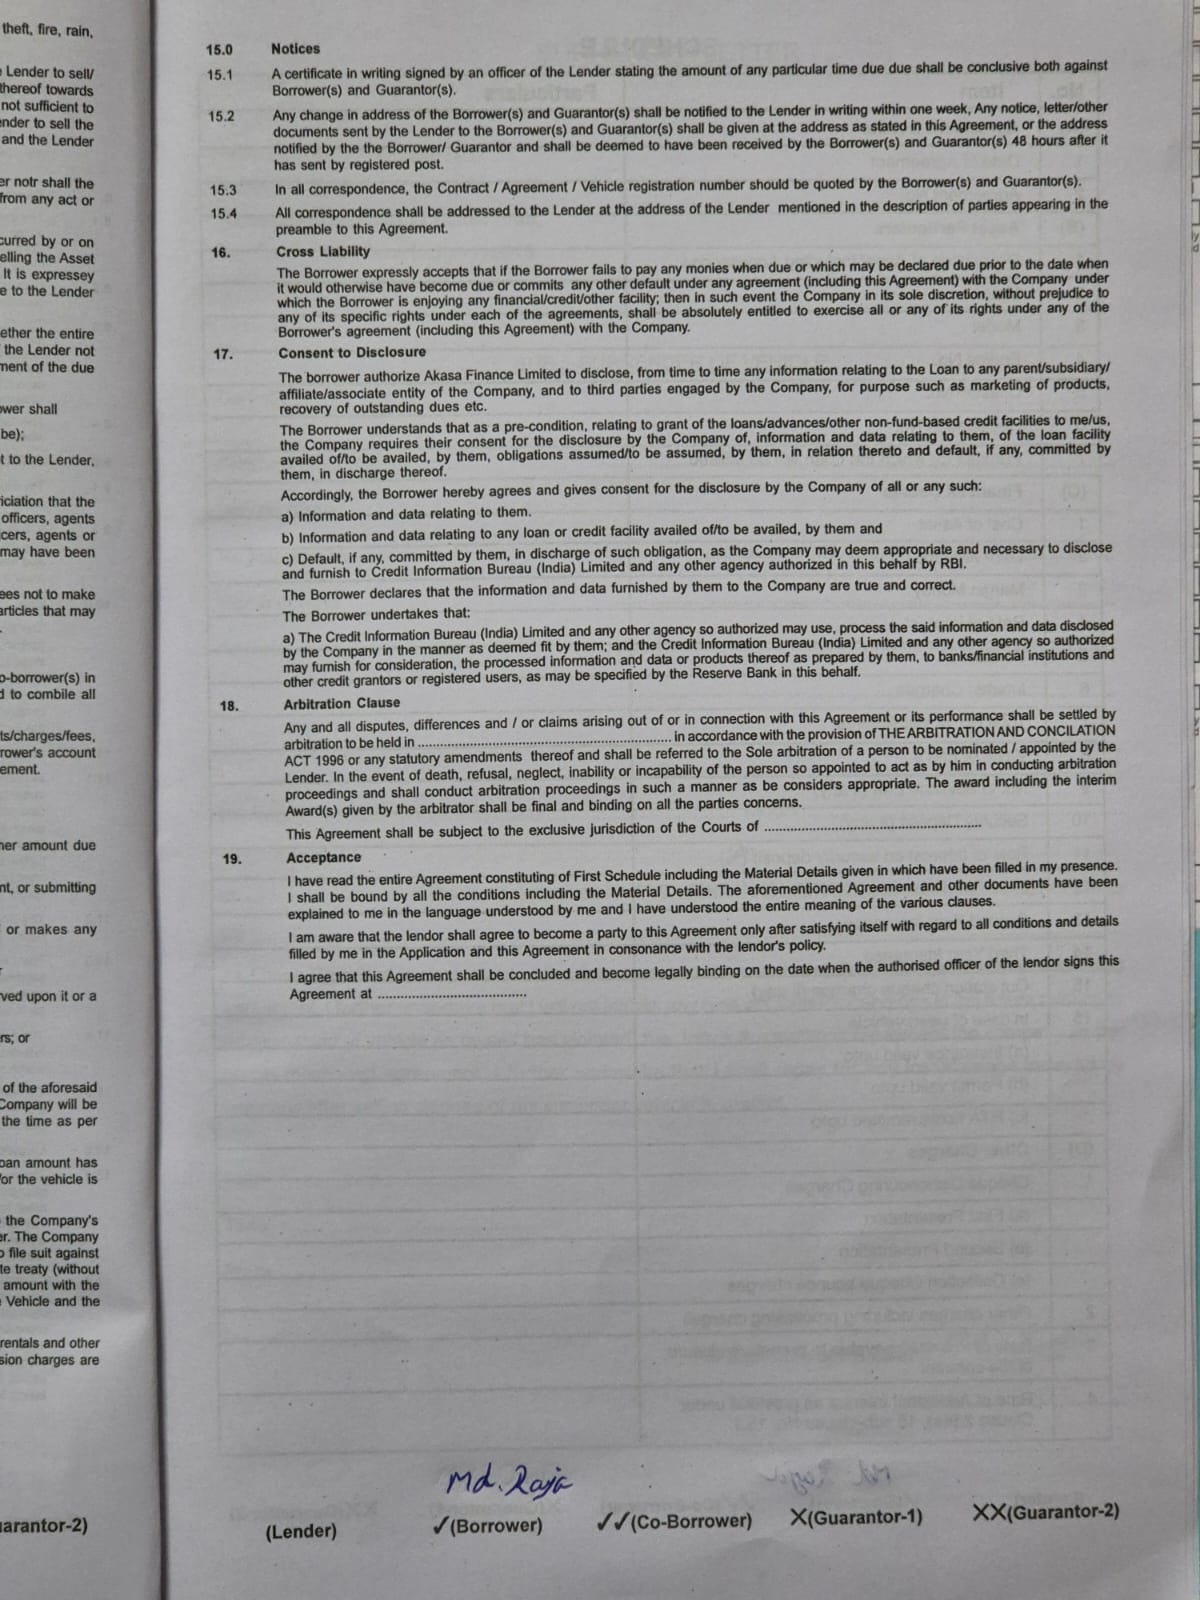 theft, fire, rain,
Lender to sell/
thereof towards
not sufficient to
ender to sell the
and the Lender
er notr shall the
from any act or
curred by or on
elling the Asset
It is expressey
e to the Lender
ether the entire
the Lender not
ment of the due
ower shall
be);
t to the Lender,
iciation that the
officers, agents
cers, agents or
may have been
ees not to make
articles that may
o-borrower(s) in
d to combile all
ts/charges/fees,
rower's account
ement.
her amount due
nt, or submitting
or makes any
ved upon it or a
rs; or
of the aforesaid
Company will be
the time as per
oan amount has
/or the vehicle is
the Company's
er. The Company
o file suit against
te treaty (without
amount with the
Vehicle and the
rentals and other
sion charges are
uarantor-2)
15.0 Notices
15.1 A certificate in writing signed by an officer of the Lender stating the amount of any particular time due due shall be conclusive both against
Borrower(s) and Guarantor(s).
15.2 Any change in address of the Borrower(s) and Guarantor(s) shall be notified to the Lender in writing within one week, Any notice, letter/other
documents sent by the Lender to the Borrower(s) and Guarantor(s) shall be given at the address as stated in this Agreement, or the address
notified by the the Borrower/ Guarantor and shall be deemed to have been received by the Borrower(s) and Guarantor(s) 48 hours after it
has sent by registered post.
15.3 In all correspondence, the Contract / Agreement / Vehicle registration number should be quoted by the Borrower(s) and Guarantor(s).
15.4 All correspondence shall be addressed to the Lender at the address of the Lender mentioned in the description of parties appearing in the
preamble to this Agreement.
16. Cross Liability
The Borrower expressly accepts that if the Borrower fails to pay any monies when due or which may be declared due prior to the date when
it would otherwise have become due or commits any other default under any agreement (including this Agreement) with the Company under
which the Borrower is enjoying any financial/credit/other facility; then in such event the Company in its sole discretion, without prejudice to
any of its specific rights under each of the agreements, shall be absolutely entitled to exercise all or any of its rights under any of the
Borrower's agreement (including this Agreement) with the Company.
17. Consent to Disclosure
The borrower authorize Akasa Finance Limited to disclose, from time to time any information relating to the Loan to any parent/subsidiary/
affiliate/associate entity of the Company, and to third parties engaged by the Company, for purpose such as marketing of products,
recovery of outstanding dues etc.
The Borrower understands that as a pre-condition, relating to grant of the loans/advances/other non-fund-based credit facilities to me/us,
the Company requires their consent for the disclosure by the Company of, information and data relating to them, of the loan facility
availed of/to be availed, by them, obligations assumed/to be assumed, by them, in relation thereto and default, if any, committed by
them, in discharge thereof.
Accordingly, the Borrower hereby agrees and gives consent for the disclosure by the Company of all or any such:
a) Information and data relating to them.
b) Information and data relating to any loan or credit facility availed of/to be availed, by them and
c) Default, if any, committed by them, in discharge of such obligation, as the Company may deem appropriate and necessary to disclose
and furnish to Credit Information Bureau (India) Limited and any other agency authorized in this behalf by RBI.
The Borrower declares that the information and data furnished by them to the Company are true and correct.
The Borrower undertakes that:
a) The Credit Information Bureau (India) Limited and any other agency so authorized may use, process the said information and data disclosed
by the Company in the manner as deemed fit by them; and the Credit Information Bureau (India) Limited and any other agency so authorized
may furnish for consideration, the processed information and data or products thereof as prepared by them, to banks/financial institutions and
other credit grantors or registered users, as may be specified by the Reserve Bank in this behalf.
18. Arbitration Clause
Any and all disputes, differences and / or claims arising out of or in connection with this Agreement or its performance shall be settled by
arbitration to be held in ................................................................ in accordance with the provision of THE ARBITRATION AND CONCILATION
ACT 1996 or any statutory amendments thereof and shall be referred to the Sole arbitration of a person to be nominated / appointed by the
Lender. In the event of death, refusal, neglect, inability or incapability of the person so appointed to act as by him in conducting arbitration
proceedings and shall conduct arbitration proceedings in such a manner as be considers appropriate. The award including the interim
Award(s) given by the arbitrator shall be final and binding on all the parties concerns.
This Agreement shall be subject to the exclusive jurisdiction of the Courts of .......................................................
19. Acceptance
I have read the entire Agreement constituting of First Schedule including the Material Details given in which have been filled in my presence.
I shall be bound by all the conditions including the Material Details. The aforementioned Agreement and other documents have been
explained to me in the language understood by me and I have understood the entire meaning of the various clauses.
I am aware that the lendor shall agree to become a party to this Agreement only after satisfying itself with regard to all conditions and details
filled by me in the Application and this Agreement in consonance with the lendor's policy.
I agree that this Agreement shall be concluded and become legally binding on the date when the authorised officer of the lendor signs this
Agreement at ......................................
Md. Raja
(Lender) ✓(Borrower) ✓✓(Co-Borrower) X(Guarantor-1) XX(Guarantor-2)